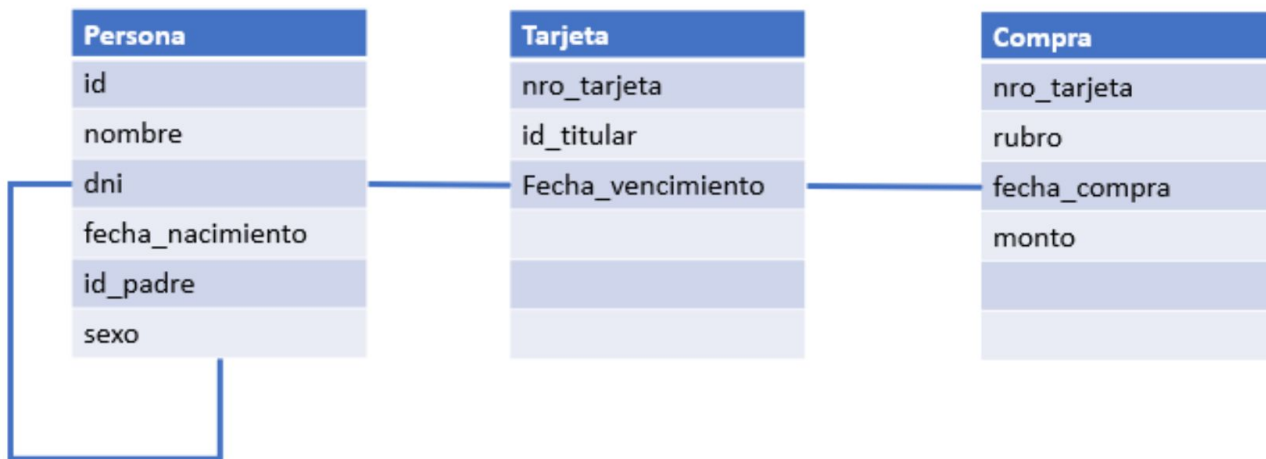 Persona
id
nombre
dni
fecha_nacimiento
id_padre
sexo
Tarjeta
nro_tarjeta
id_titular
Fecha_vencimiento
Compra
nro_tarjeta
rubro
fecha_compra
monto